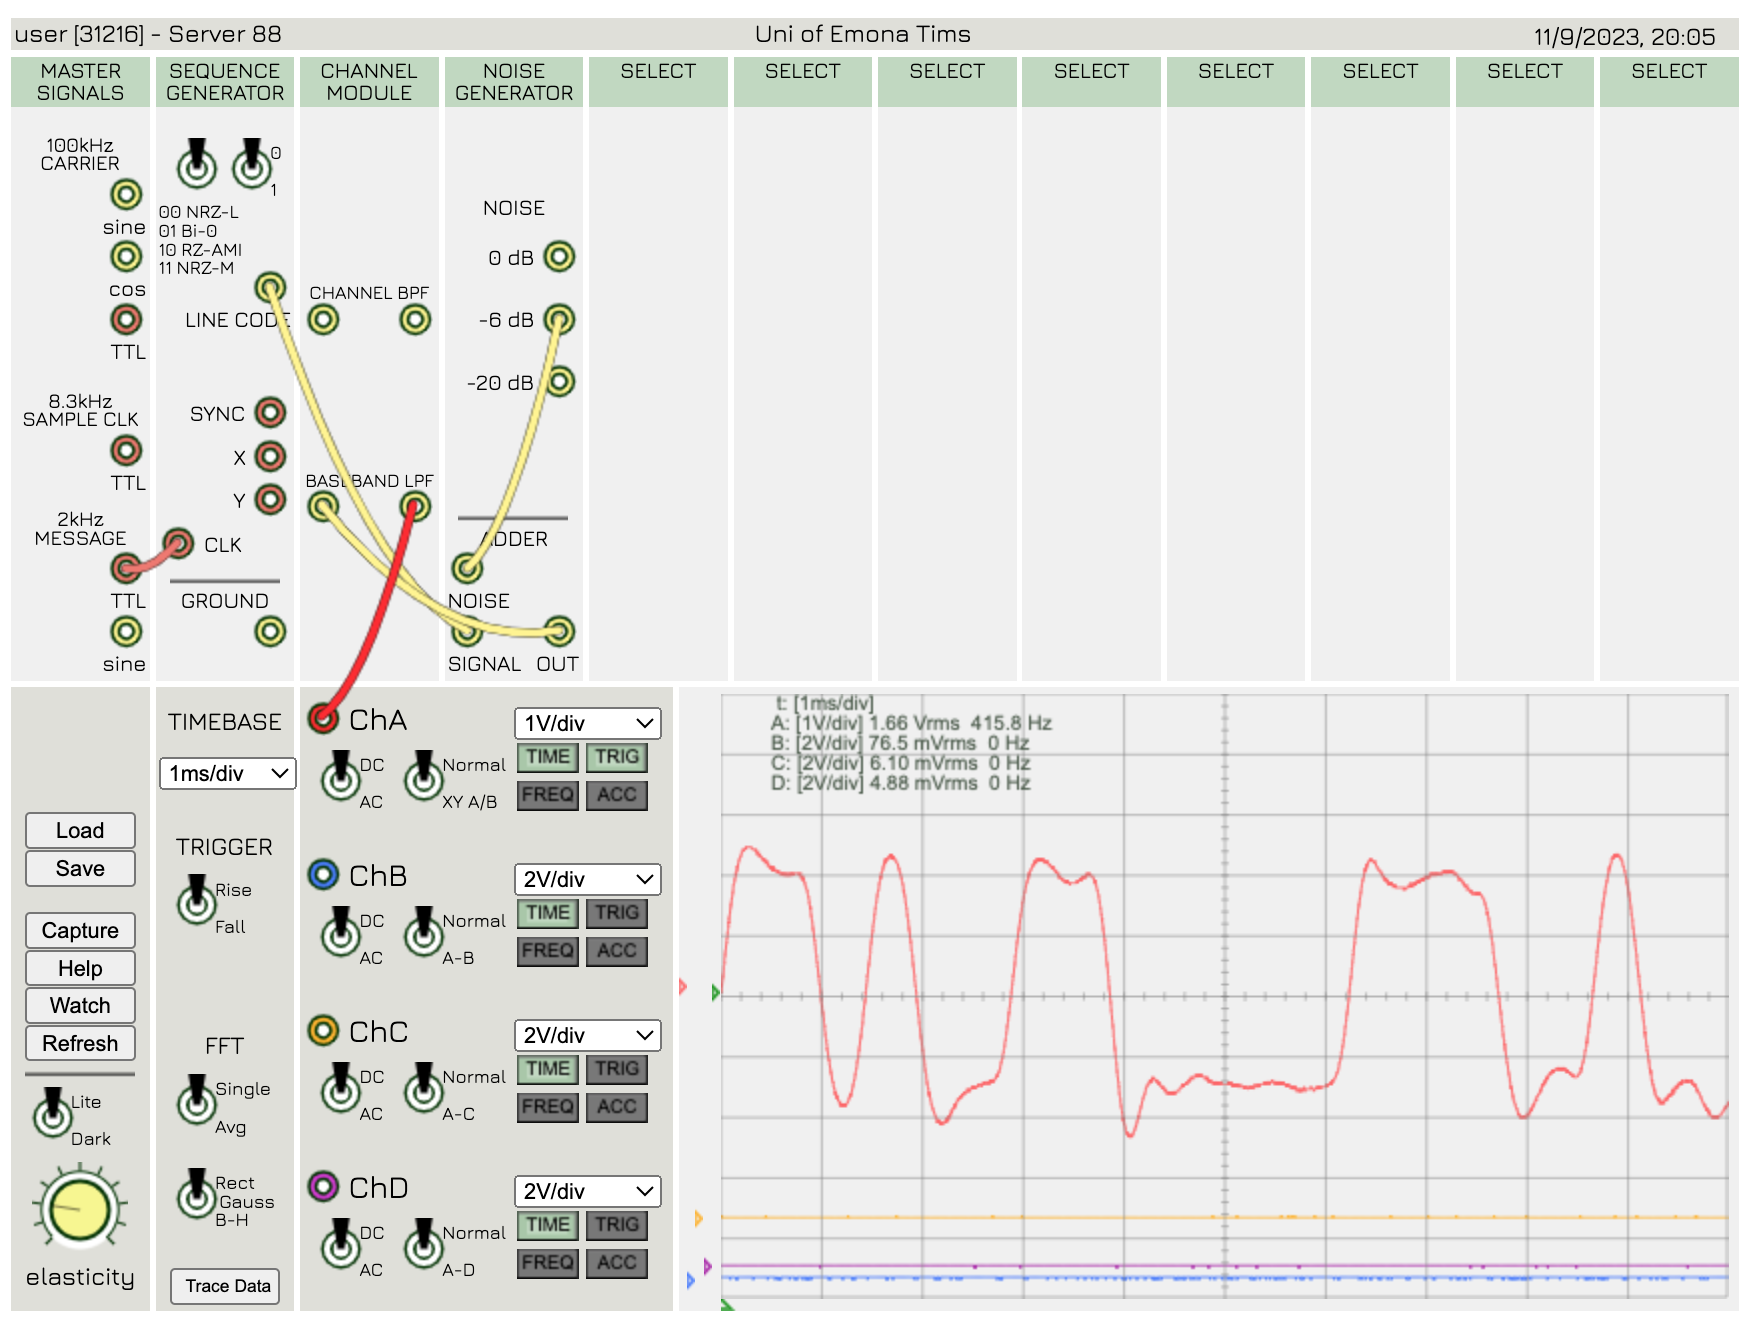 user [31216] - Server 88
Uni of Emona Tims
11/9/2023, 20:05
MASTER
SIGNALS
SEQUENCE
GENERATOR
CHANNEL
MODULE
NOISE
GENERATOR
SELECT
SELECT
SELECT
SELECT
SELECT
SELECT
SELECT
SELECT
100kHz
CARRIER
sine
cos
TTL
8.3kHz
SAMPLE CLK
TTL
2kHz
MESSAGE
TTL
sine
0
1
00 NRZ-L
01 Bi-0
10 RZ-AMI
11 NRZ-M
LINE CODE
SYNC
X
Y
CLK
GROUND
CHANNEL BPF
BASEBAND LPF
NOISE
0 dB
-6 dB
-20 dB
ADDER
NOISE
SIGNAL OUT
Load
Save
Capture
Help
Watch
Refresh
Lite
Dark
elasticity
TIMEBASE
1ms/div
TRIGGER
Rise
Fall
FFT
Single
Avg
Rect
Gauss
B-H
Trace Data
ChA
1V/div
DC
AC
Normal
XY A/B
TIME TRIG
FREQ ACC
ChB
2V/div
DC
AC
Normal
A-B
TIME TRIG
FREQ ACC
ChC
2V/div
DC
AC
Normal
A-C
TIME TRIG
FREQ ACC
ChD
2V/div
DC
AC
Normal
A-D
TIME TRIG
FREQ ACC
t: [1ms/div]
A: [1V/div] 1.66 Vrms 415.8 Hz
B: [2V/div] 76.5 mVrms 0 Hz
C: [2V/div] 6.10 mVrms 0 Hz
D: [2V/div] 4.88 mVrms 0 Hz